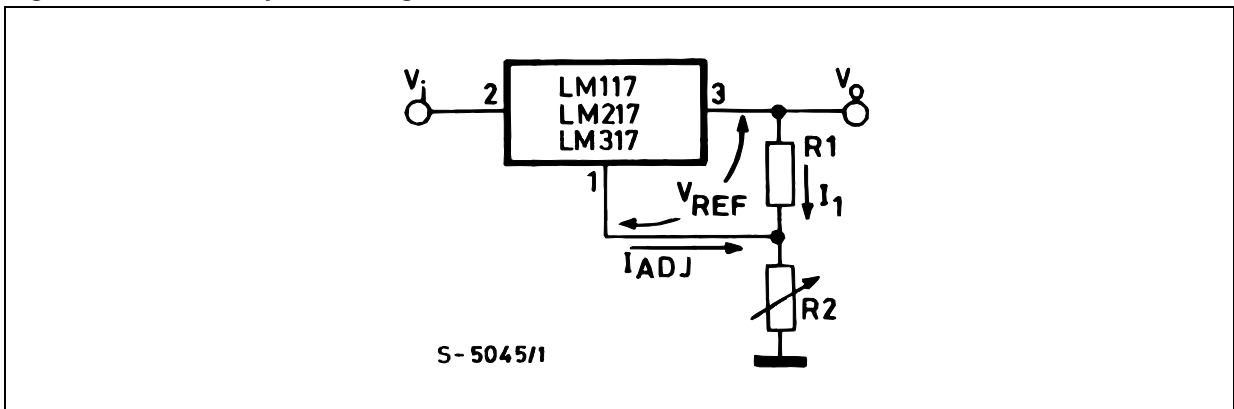 Vi
2
LM117
LM217
LM317
3
Vo
1
VREF
R1
I1
IADJ
R2
S-5045/1